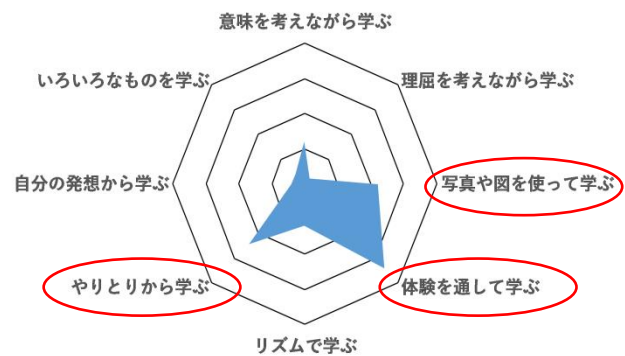 意味を考えながら学ぶ
いろいろなものを学ぶ
理屈を考えながら学ぶ
自分の発想から学ぶ
写真や図を使って学ぶ
やりとりから学ぶ
体験を通して学ぶ
リズムで学ぶ